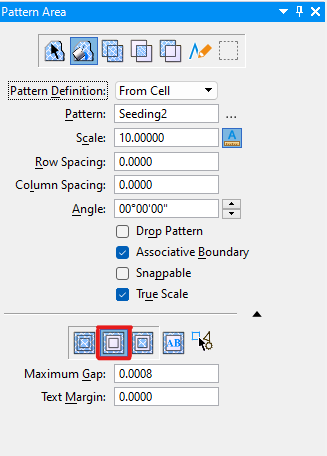 Pattern Area
Pattern Definition: From Cell
Pattern: Seeding2 ...
Scale: 10.00000 A
Row Spacing: 0.0000
Column Spacing: 0.0000
Angle: 00°00'00"
Drop Pattern
Associative Boundary
Snappable
True Scale
AB
Maximum Gap: 0.0008
Text Margin: 0.0000